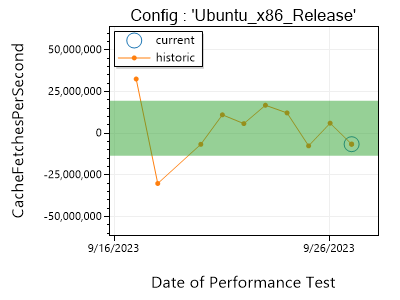 Config : 'Ubuntu_x86_Release'
current
historic
CacheFetchesPerSecond
50,000,000
25,000,000
0
-25,000,000
-50,000,000
9/16/2023
9/26/2023
Date of Performance Test